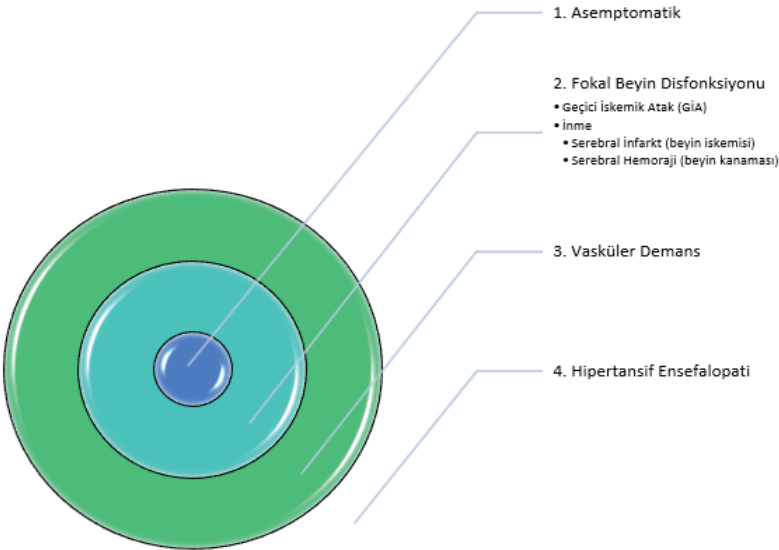 1. Asemptomatik
2. Fokal Beyin Disfonksiyonu
• Geçici İskemik Atak (GİA)
• İnme
• Serebral İnfarkt (beyin iskemisi)
• Serebral Hemoraji (beyin kanaması)
3. Vasküler Demans
4. Hipertansif Ensefalopati